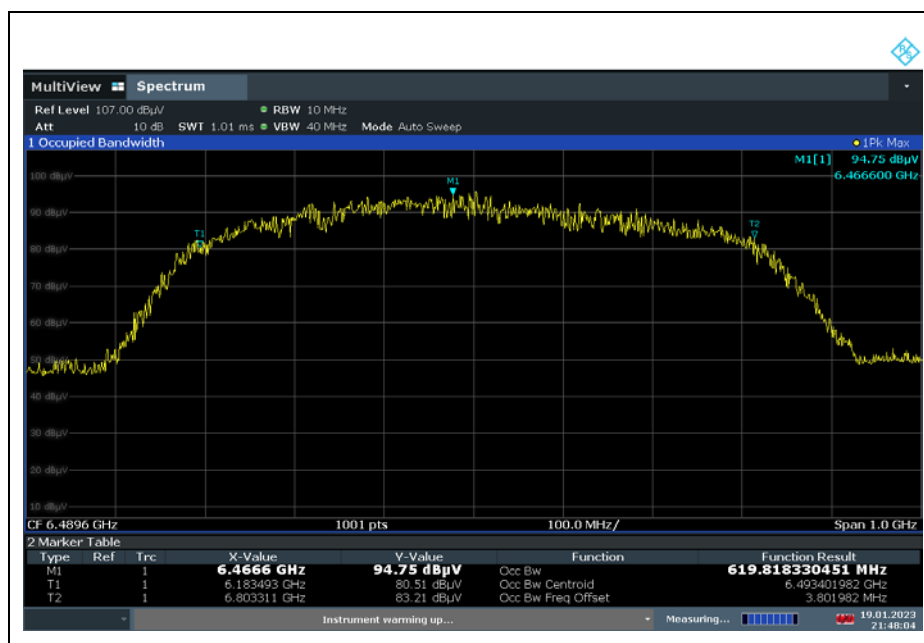 R S
MultiView Spectrum
Ref Level 107.00 dBµV RBW 10 MHz
Att 10 dB SWT 1.01 ms VBW 40 MHz Mode Auto Sweep
1 Occupied Bandwidth 1Pk Max
M1[1] 94.75 dBµV
6.466600 GHz
100 dBµV
M1
90 dBµV
T1
T2
80 dBµV
70 dBµV
60 dBµV
50 dBµV
40 dBµV
30 dBµV
20 dBµV
10 dBµV
CF 6.4896 GHz 1001 pts 100.0 MHz/ Span 1.0 GHz
2 Marker Table
Type Ref Trc X-Value Y-Value Function Function Result
M1 1 6.4666 GHz 94.75 dBµV Occ Bw 619.818330451 MHz
T1 1 6.183493 GHz 80.51 dBµV Occ Bw Centroid 6.493401982 GHz
T2 1 6.803311 GHz 83.21 dBµV Occ Bw Freq Offset 3.801982 MHz
Instrument warming up... Measuring... 19.01.2023
21:48:04